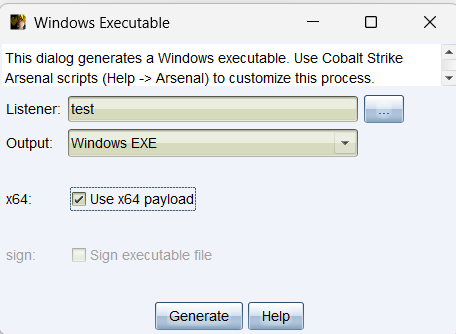 Windows Executable
This dialog generates a Windows executable. Use Cobalt Strike
Arsenal scripts (Help -> Arsenal) to customize this process.
Listener: test ...
Output: Windows EXE
x64: Use x64 payload
sign: Sign executable file
Generate Help